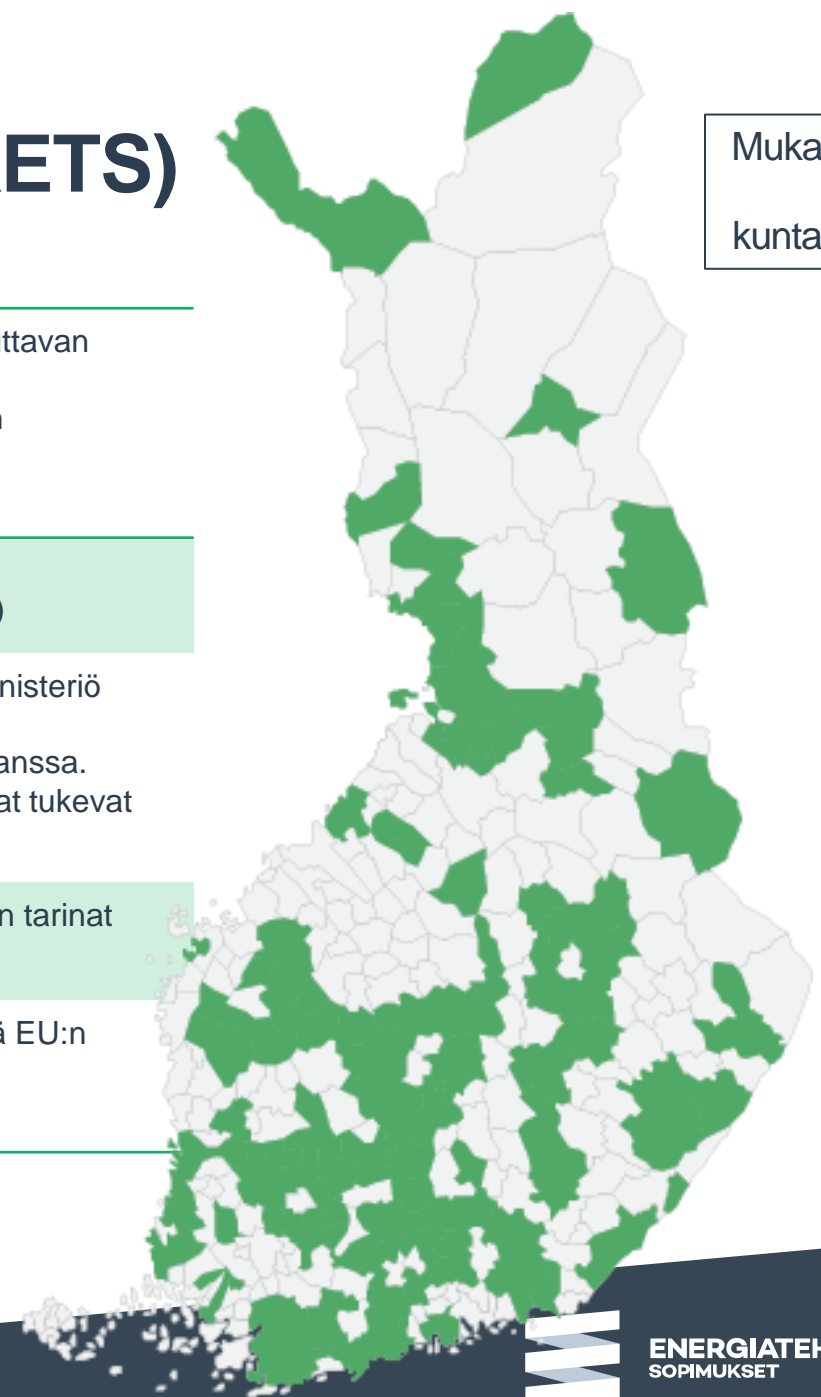 ETS)
Muka
kunta
ttavan
n
)
nisteriö
anssa.
at tukevat
n tarinat
ä EU:n
ENERGIATEH
SOPIMUKSET